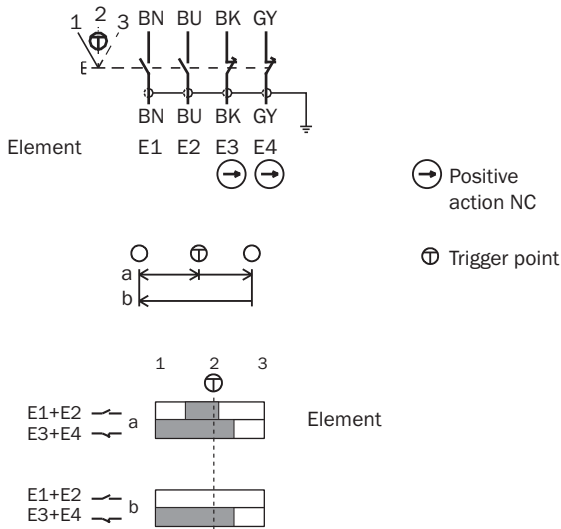 1 2 3 BN BU BK GY
BN BU BK GY
Element E1 E2 E3 E4
Positive
action NC
T Trigger point
a
b
1 2 3
E1+E2
E3+E4
a
Element
E1+E2
E3+E4
b